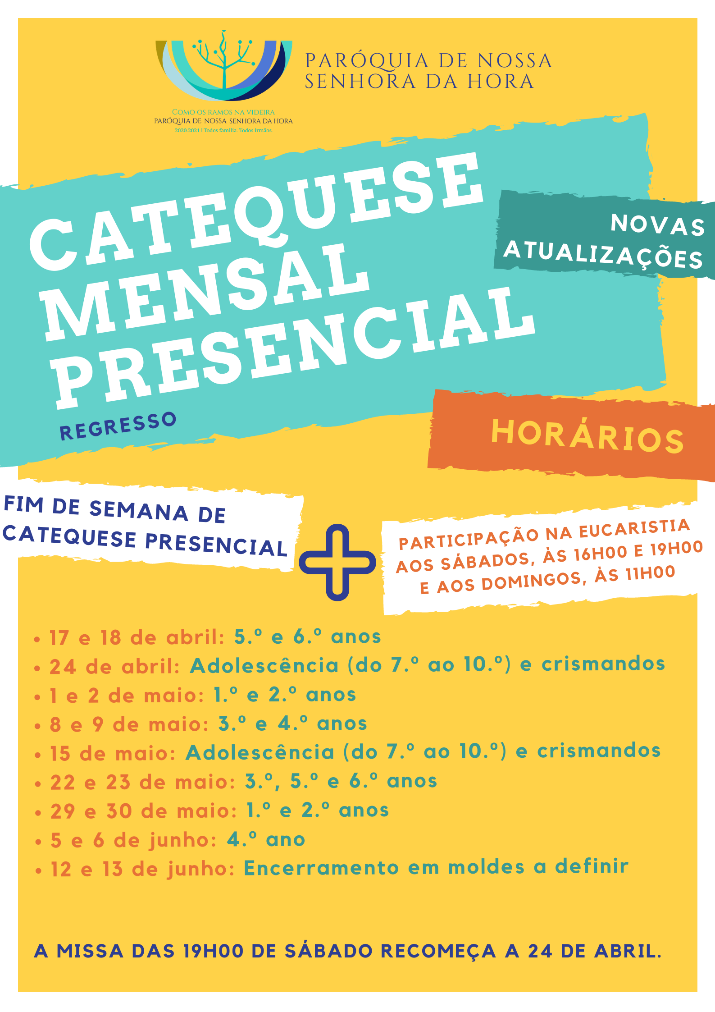 PARÓQUIA DE NOSSA
SENHORA DA HORA
COMO OS RAMOS NA VIDEIRA
PARÓQUIA DE NOSSA SENHORA DA HORA
2020/2021 | Todos família. Todos irmãos
CATEQUESE
MENSAL
PRESENCIAL
REGRESSO
NOVAS
ATUALIZAÇÕES
HORÁRIOS
FIM DE SEMANA DE
CATEQUESE PRESENCIAL
PARTICIPAÇÃO NA EUCARISTIA
AOS SÁBADOS, ÀS 16H00 E 19H00
E AOS DOMINGOS, ÀS 11H00
• 17 e 18 de abril: 5.º e 6.º anos
• 24 de abril: Adolescência (do 7.º ao 10.º) e crismandos
• 1 e 2 de maio: 1.º e 2.º anos
• 8 e 9 de maio: 3.º e 4.º anos
• 15 de maio: Adolescência (do 7.º ao 10.º) e crismandos
• 22 e 23 de maio: 3.º, 5.º e 6.º anos
• 29 e 30 de maio: 1.º e 2.º anos
• 5 e 6 de junho: 4.º ano
• 12 e 13 de junho: Encerramento em moldes a definir
A MISSA DAS 19H00 DE SÁBADO RECOMEÇA A 24 DE ABRIL.